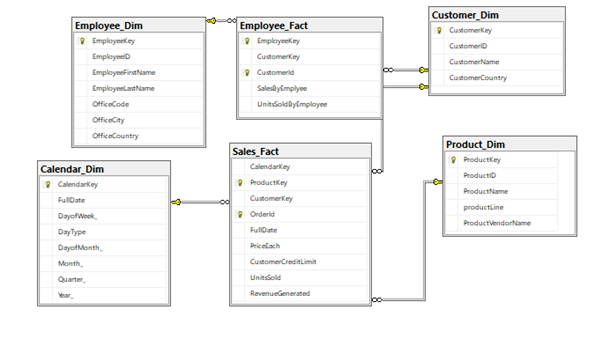 Employee_Dim
EmployeeKey
EmployeeID
EmployeeFirstName
EmployeeLastName
OfficeCode
OfficeCity
OfficeCountry
Employee_Fact
EmployeeKey
CustomerKey
CustomerId
SalesByEmplyee
UnitsSoldByEmployee
Customer_Dim
CustomerKey
CustomerID
CustomerName
CustomerCountry
Calendar_Dim
CalendarKey
FullDate
DayofWeek_
DayType
DayofMonth_
Month_
Quarter_
Year_
Sales_Fact
CalendarKey
ProductKey
CustomerKey
OrderId
FullDate
PriceEach
CustomerCreditLimit
UnitsSold
RevenueGenerated
Product_Dim
ProductKey
ProductID
ProductName
productLine
ProductVendorName